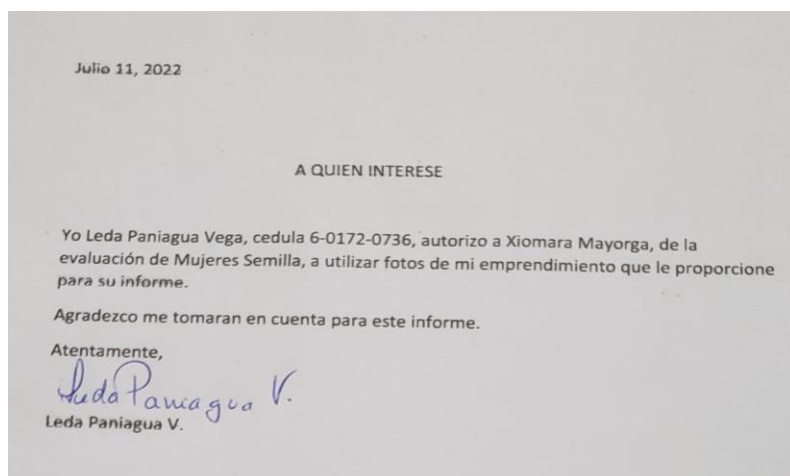 Julio 11, 2022
A QUIEN INTERESE
Yo Leda Paniagua Vega, cedula 6-0172-0736, autorizo a Xiomara Mayorga, de la
evaluación de Mujeres Semilla, a utilizar fotos de mi emprendimiento que le proporcione
para su informe.
Agradezco me tomaran en cuenta para este informe.
Atentamente,
Leda Paniagua V.
Leda Paniagua V.